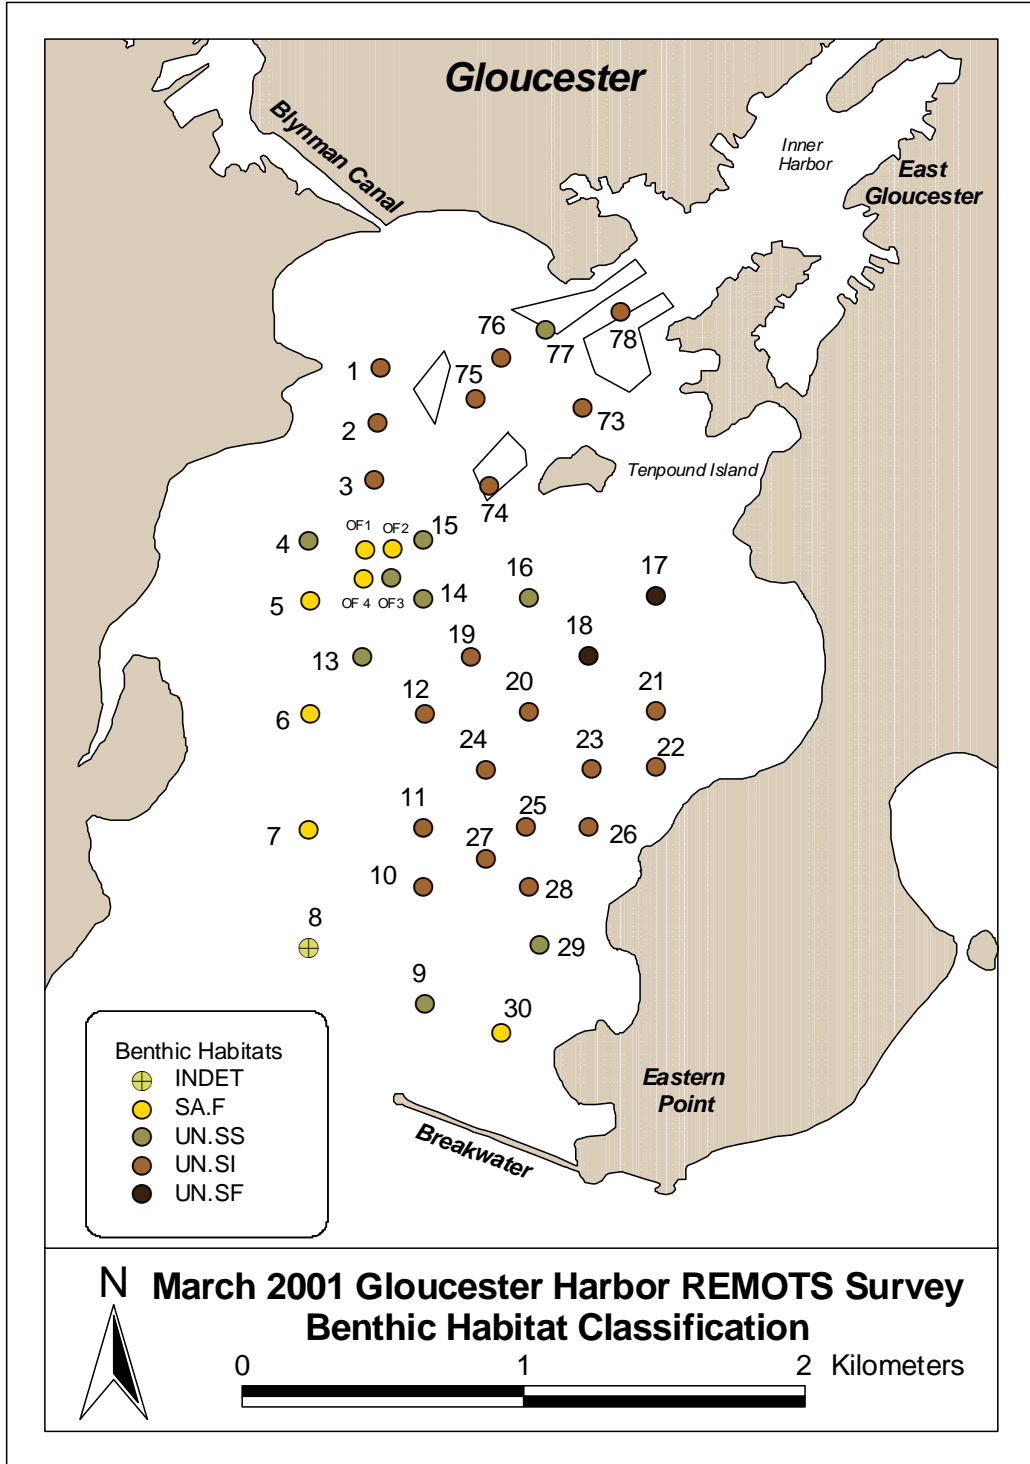 Gloucester
Blynman Canal
Inner
Harbor
East
Gloucester
76
77
78
1
75
2
73
3
Tenpound Island
74
OF1
OF2
15
4
16
17
5
OF 4
OF3
14
13
19
18
12
20
21
6
24
23
22
11
25
7
27
26
10
28
8
29
9
30
Benthic Habitats
INDET
SA.F
UN.SS
UN.SI
UN.SF
Eastern
Point
Breakwater
N
March 2001 Gloucester Harbor REMOTS Survey
Benthic Habitat Classification
0 1 2 Kilometers